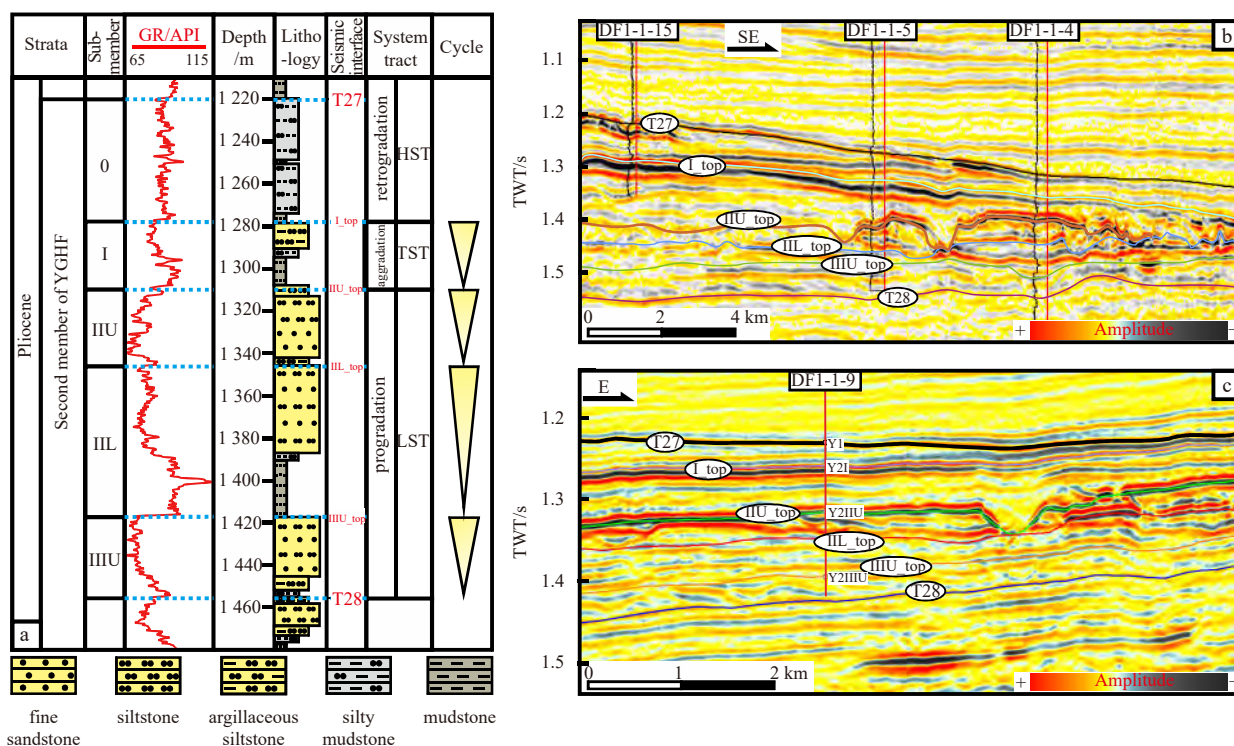 Strata
Sub-
member
GR/API
65 115
Depth
/m
Litho
-logy
Seismic
interface
System
tract
Cycle
Pliocene
Second member of YGHF
0
I
IIU
IIL
IIIU
1 220
1 240
1 260
1 280
1 300
1 320
1 340
1 360
1 380
1 400
1 420
1 440
1 460
T27
I_top
IIU_top
IIL_top
IIIU_top
T28
retrogradation
aggradation
progradation
HST
TST
LST
a
fine
sandstone
siltstone
argillaceous
siltstone
silty
mudstone
mudstone
DF1-1-15
SE
DF1-1-5
DF1-1-4
b
TWT/s
1.1
1.2
1.3
1.4
1.5
T27
I_top
IIU_top
IIL_top
IIIU_top
T28
0 2 4 km
+ Amplitude −
E
DF1-1-9
c
TWT/s
1.2
1.3
1.4
1.5
T27
I_top
IIU_top
IIL_top
IIIU_top
T28
Y1
Y2I
Y2IIU
Y2IIIU
0 1 2 km
+ Amplitude −